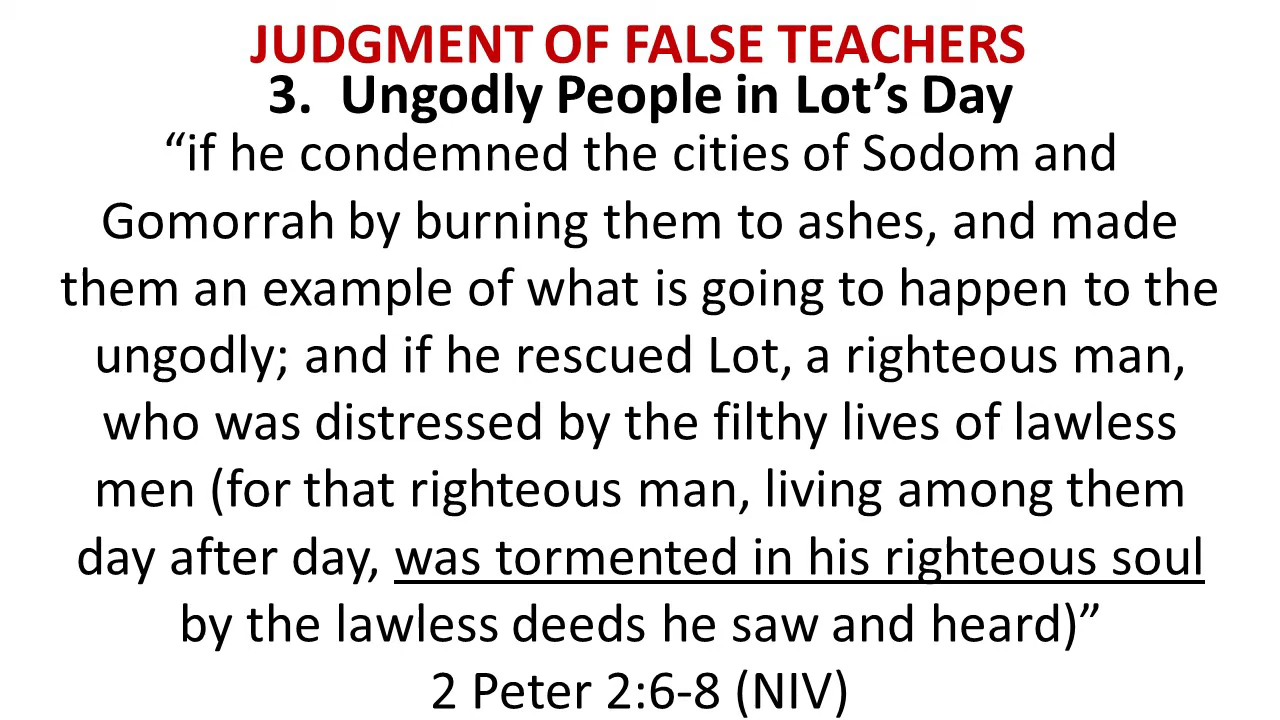 JUDGMENT OF FALSE TEACHERS
3.  Ungodly People in Lot’s Day
“if he condemned the cities of Sodom and
Gomorrah by burning them to ashes, and made
them an example of what is going to happen to the
ungodly; and if he rescued Lot, a righteous man,
who was distressed by the filthy lives of lawless
men (for that righteous man, living among them
day after day, was tormented in his righteous soul
by the lawless deeds he saw and heard)”
2 Peter 2:6-8 (NIV)